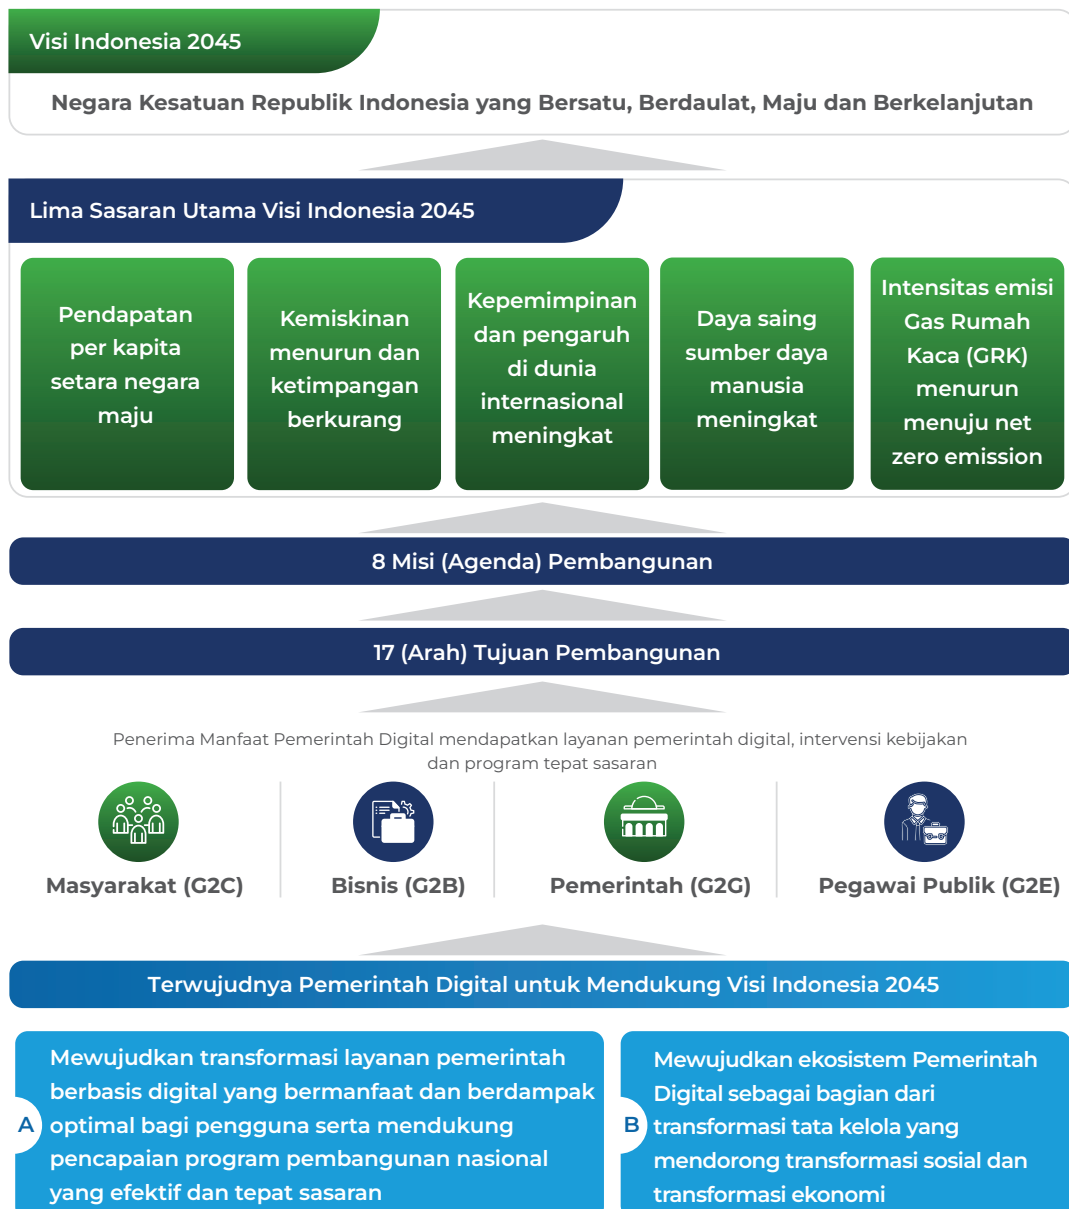 Visi Indonesia 2045
Negara Kesatuan Republik Indonesia yang Bersatu, Berdaulat, Maju dan Berkelanjutan
Lima Sasaran Utama Visi Indonesia 2045
Pendapatan
per kapita
setara negara
maju
Kemiskinan
menurun dan
ketimpangan
berkurang
Kepemimpinan
dan pengaruh
di dunia
internasional
meningkat
Daya saing
sumber daya
manusia
meningkat
Intensitas emisi
Gas Rumah
Kaca (GRK)
menurun
menuju net
zero emission
8 Misi (Agenda) Pembangunan
17 (Arah) Tujuan Pembangunan
Penerima Manfaat Pemerintah Digital mendapatkan layanan pemerintah digital, intervensi kebijakan
dan program tepat sasaran
Masyarakat (G2C)
Bisnis (G2B)
Pemerintah (G2G)
Pegawai Publik (G2E)
Terwujudnya Pemerintah Digital untuk Mendukung Visi Indonesia 2045
A
Mewujudkan transformasi layanan pemerintah
berbasis digital yang bermanfaat dan berdampak
optimal bagi pengguna serta mendukung
pencapaian program pembangunan nasional
yang efektif dan tepat sasaran
B
Mewujudkan ekosistem Pemerintah
Digital sebagai bagian dari
transformasi tata kelola yang
mendorong transformasi sosial dan
transformasi ekonomi